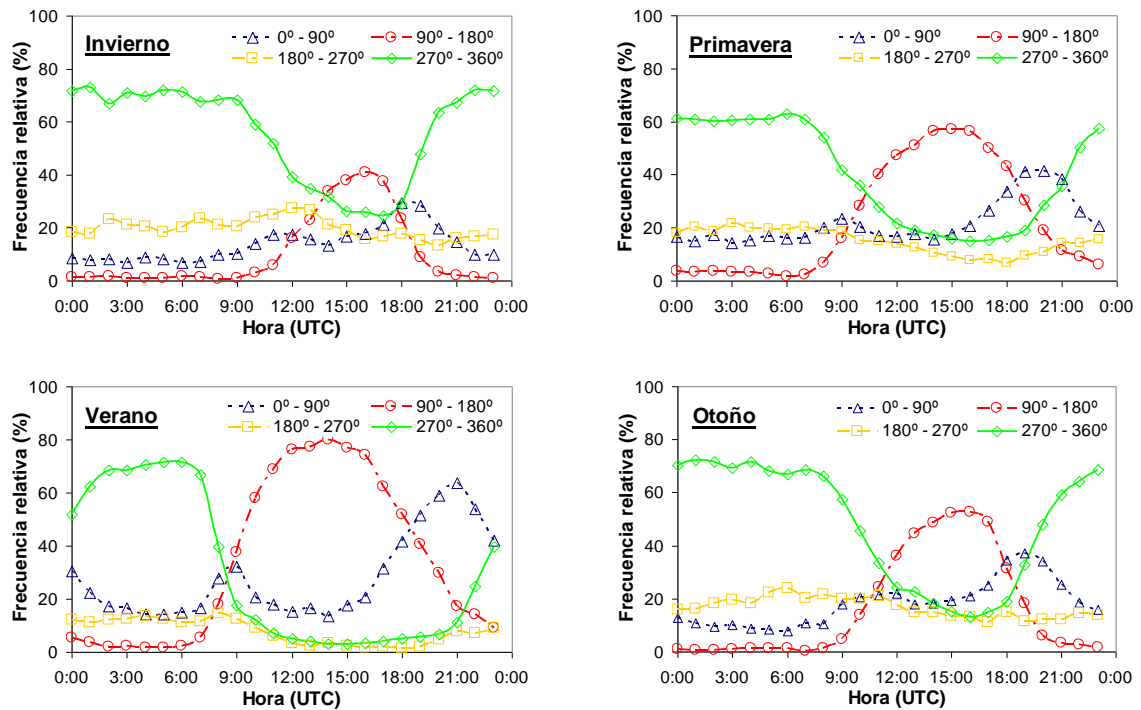 Invierno
0º - 90º 90º - 180º
180º - 270º 270º - 360º
Frecuencia relativa (%)
100
80
60
40
20
0
0:00 3:00 6:00 9:00 12:00 15:00 18:00 21:00 0:00
Hora (UTC)
Primavera
0º - 90º 90º - 180º
180º - 270º 270º - 360º
Frecuencia relativa (%)
100
80
60
40
20
0
0:00 3:00 6:00 9:00 12:00 15:00 18:00 21:00 0:00
Hora (UTC)
Verano
0º - 90º 90º - 180º
180º - 270º 270º - 360º
Frecuencia relativa (%)
100
80
60
40
20
0
0:00 3:00 6:00 9:00 12:00 15:00 18:00 21:00 0:00
Hora (UTC)
Otoño
0º - 90º 90º - 180º
180º - 270º 270º - 360º
Frecuencia relativa (%)
100
80
60
40
20
0
0:00 3:00 6:00 9:00 12:00 15:00 18:00 21:00 0:00
Hora (UTC)